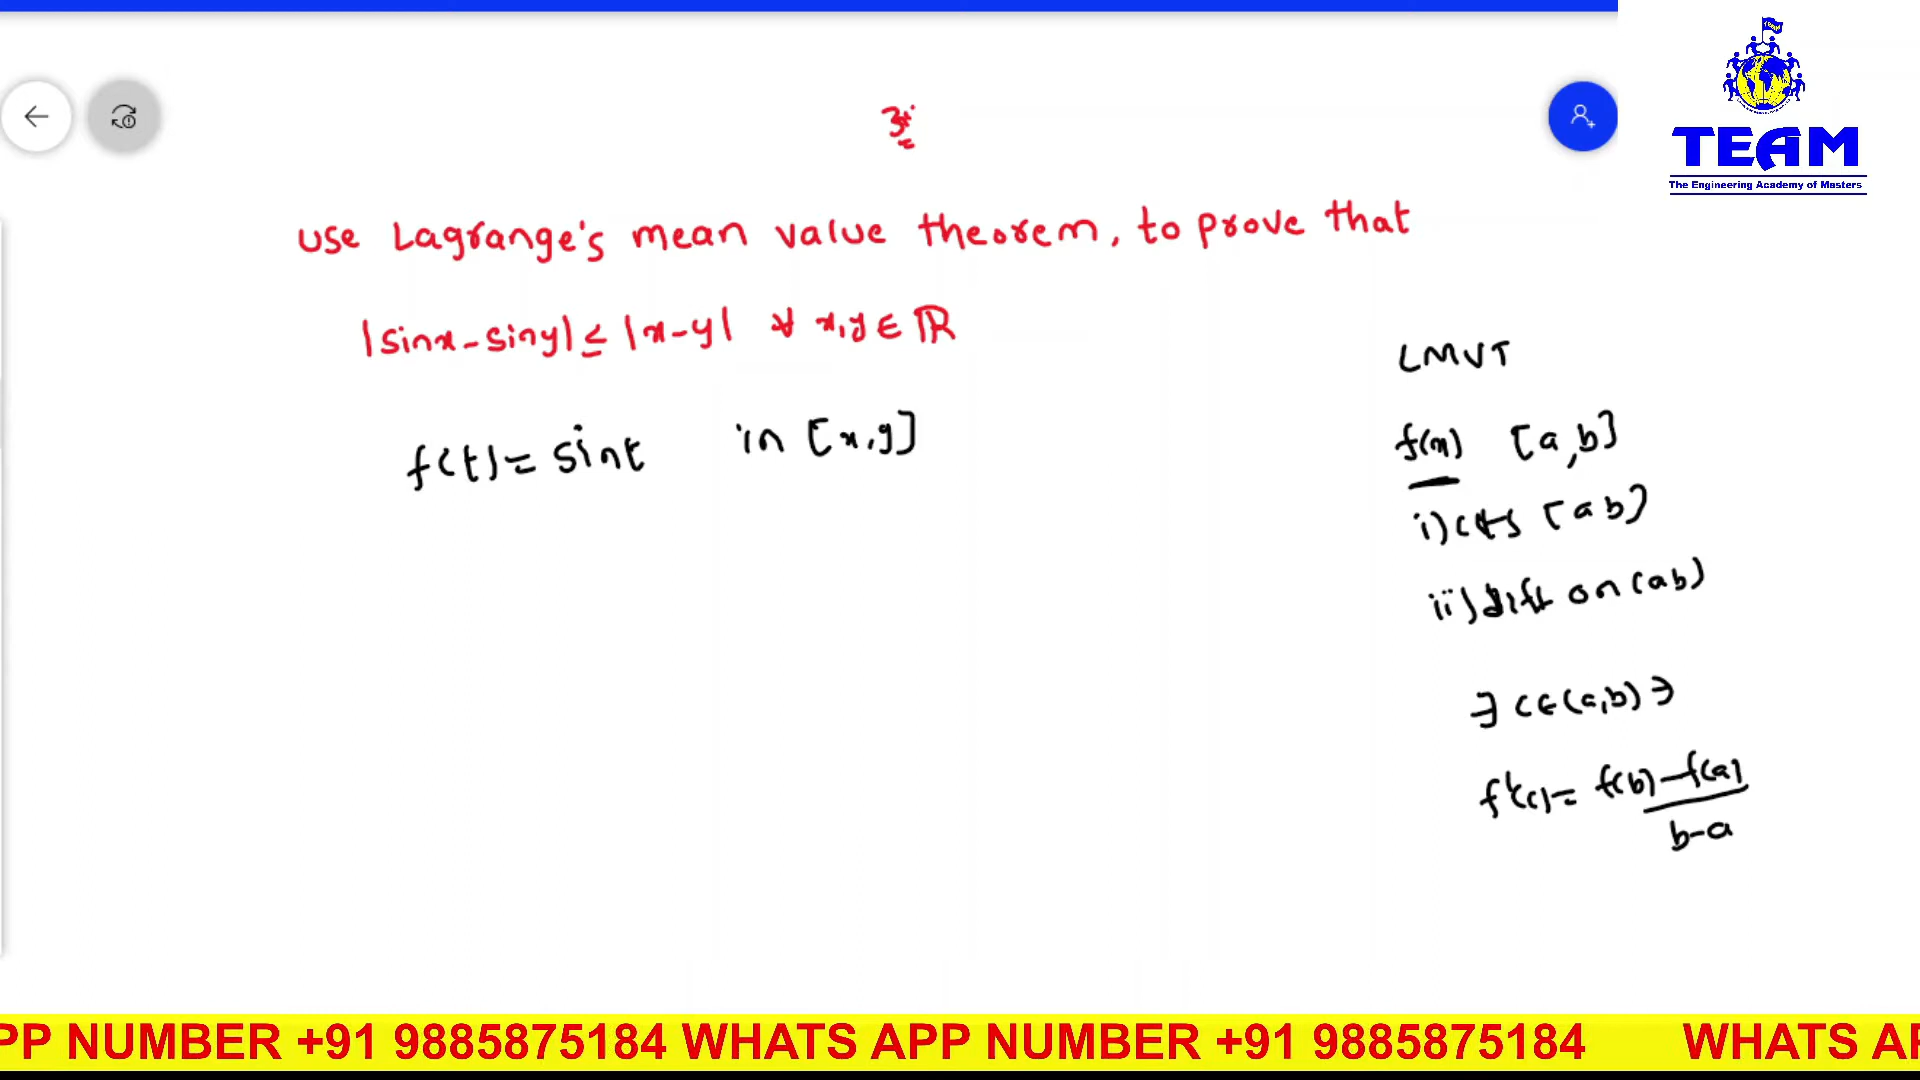 TEAM
The Engineering Academy of Masters
use Lagrange's mean value theorem, to prove that
|sinx-siny| ≤ |x-y| ∀ x,y ∈ ℝ
LMVT
f(t) = sint in [x,y]
f(x) [a,b]
i) cts [a b]
ii) diff on (a b)
∃ c ∈ (a,b) ∋
f'(c) = f(b) - f(a)
b-a
PP NUMBER +91 9885875184 WHATS APP NUMBER +91 9885875184 WHATS AP